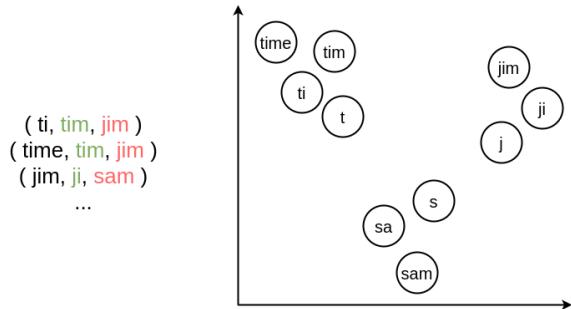 ( ti, tim, jim )
( time, tim, jim )
( jim, ji, sam )
...
time
tim
ti
t
jim
ji
j
s
sa
sam